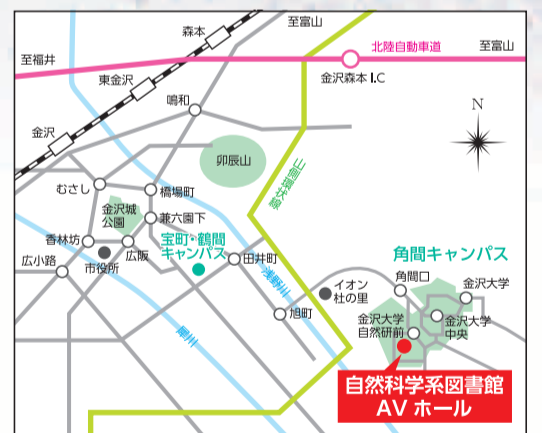 至富山
森本
北陸自動車道
至富山
至福井
金沢森本 I.C
東金沢
鳴和
N
金沢
卯辰山
山側環状線
むさし
橋場町
金沢城
公園
兼六園下
宝町・鶴間
キャンパス
香林坊
広阪
市役所
広小路
田井町
浅野川
角間キャンパス
イオン
杜の里
角間口
金沢大学
旭町
金沢大学
自然研前
金沢大学
中央
犀川
自然科学系図書館
AV ホール